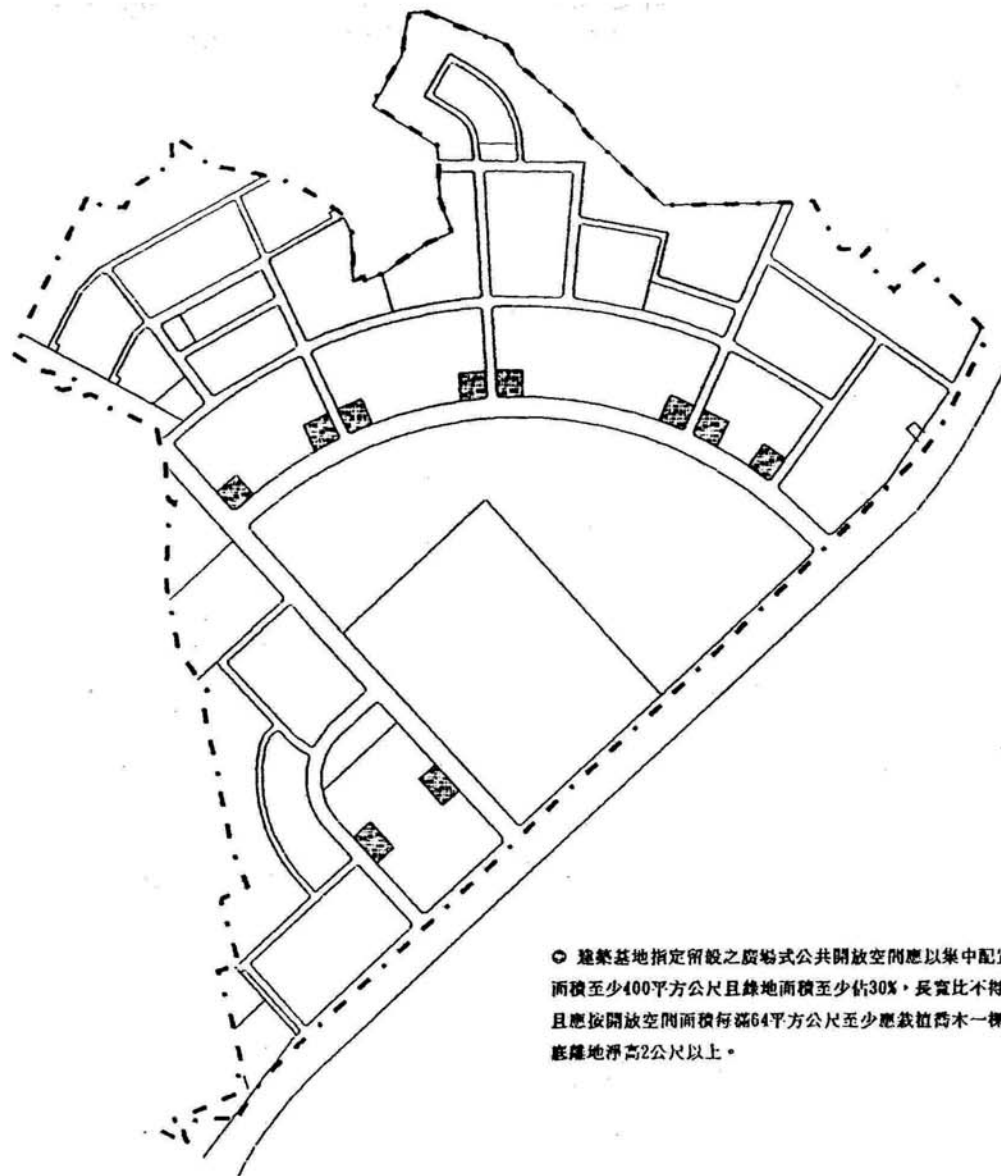 建築基地指定留設之廣場式公共開放空間應以集中配
面積至少400平方公尺且綠地面積至少佔30%，長寬比不
且應按開放空間面積每滿64平方公尺至少應栽植喬木一
底離地淨高2公尺以上。